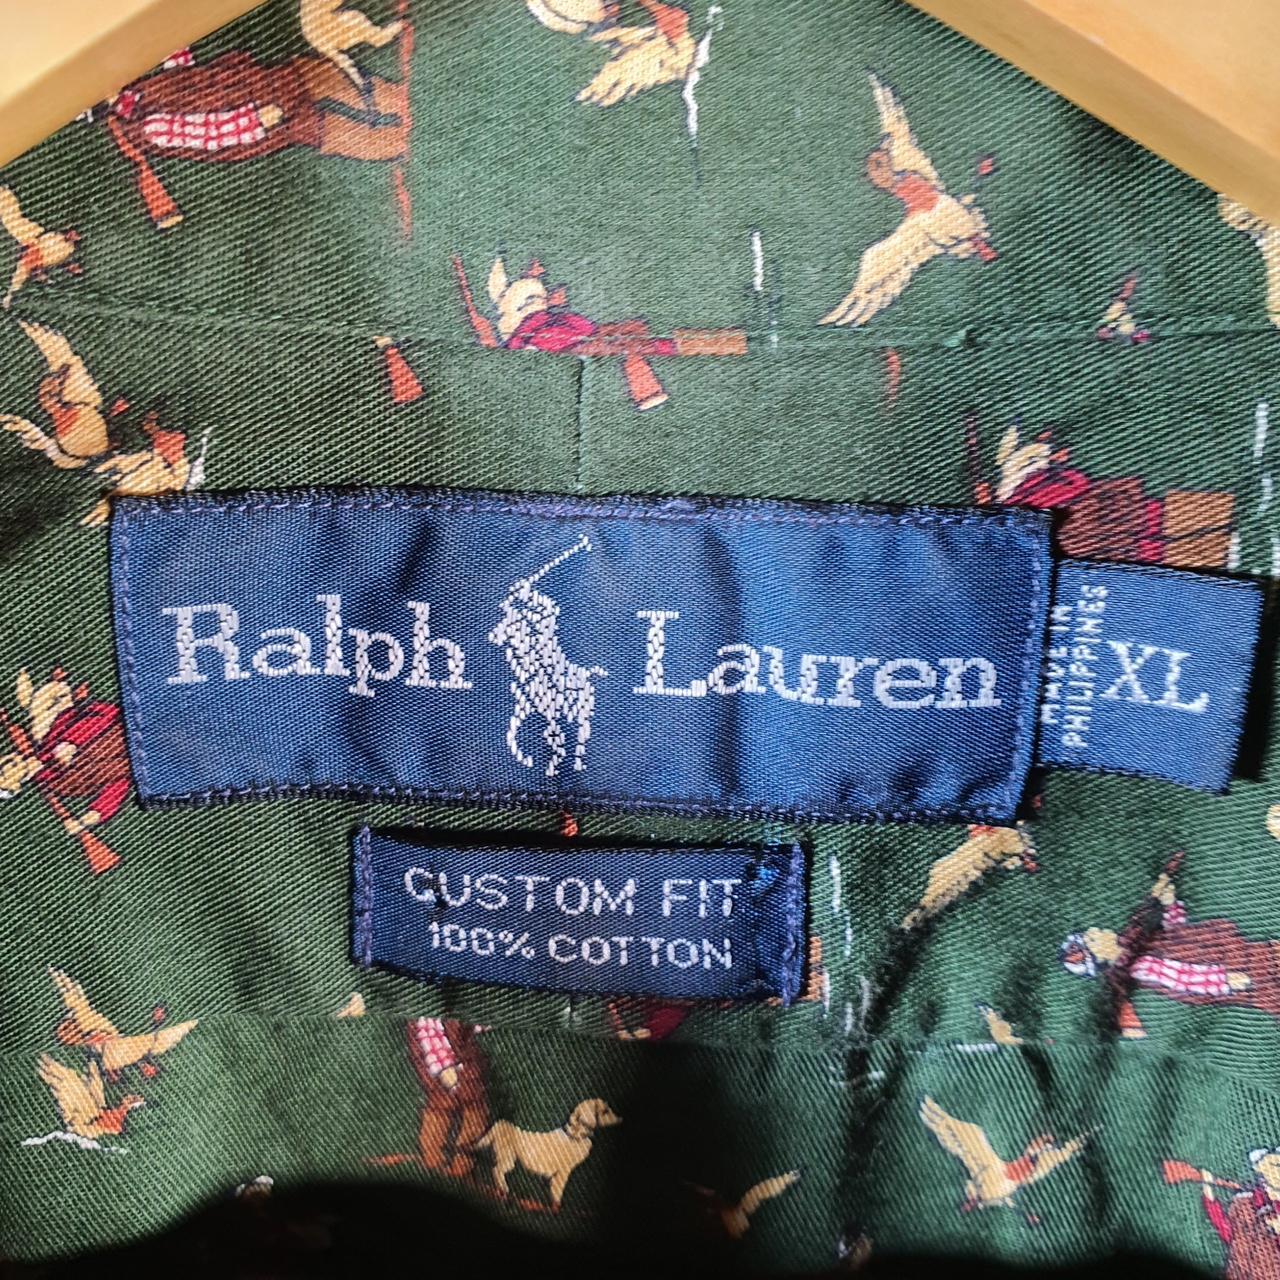 Ralph Lauren
MADE IN
PHILIPPINES
XL
CUSTOM FIT
100% COTTON